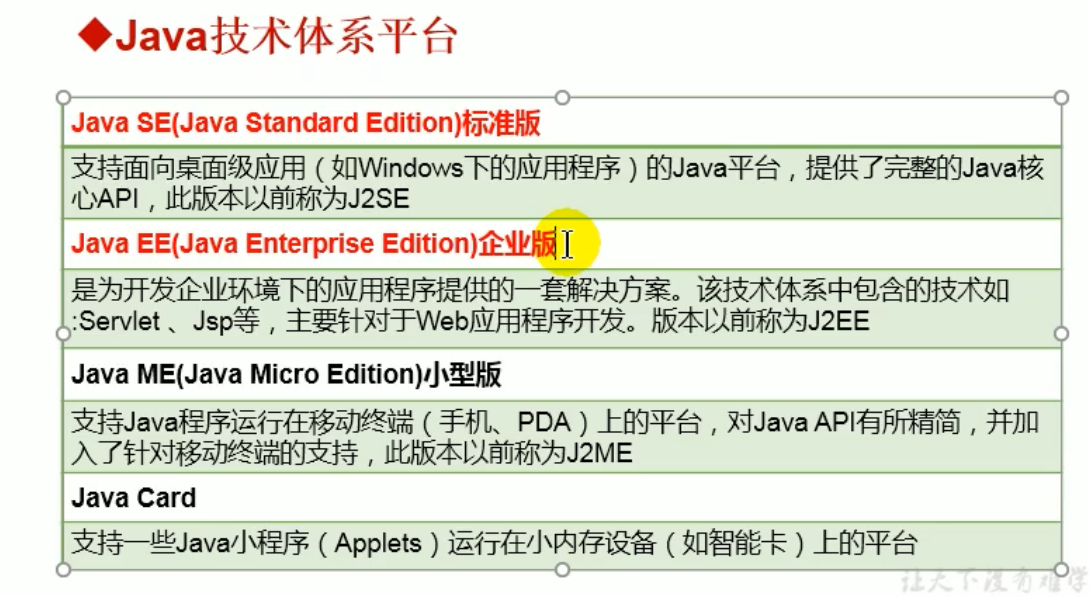 ◆Java技术体系平台
Java SE(Java Standard Edition)标准版
支持面向桌面级应用（如Windows下的应用程序）的Java平台，提供了完整的Java核
心API，此版本以前称为J2SE
Java EE(Java Enterprise Edition)企业版
是为开发企业环境下的应用程序提供的一套解决方案。该技术体系中包含的技术如
:Servlet 、Jsp等，主要针对于Web应用程序开发。版本以前称为J2EE
Java ME(Java Micro Edition)小型版
支持Java程序运行在移动终端（手机、PDA）上的平台，对Java API有所精简，并加
入了针对移动终端的支持，此版本以前称为J2ME
Java Card
支持一些Java小程序（Applets）运行在小内存设备（如智能卡）上的平台
让天下没有难学